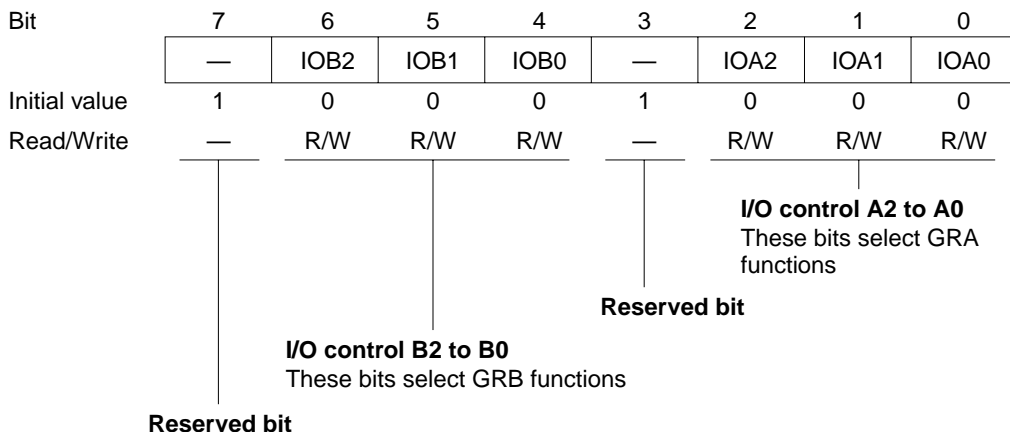 Bit 7 6 5 4 3 2 1 0
— IOB2 IOB1 IOB0 — IOA2 IOA1 IOA0
Initial value 1 0 0 0 1 0 0 0
Read/Write — R/W R/W R/W — R/W R/W R/W
I/O control A2 to A0
These bits select GRA
functions
Reserved bit
I/O control B2 to B0
These bits select GRB functions
Reserved bit